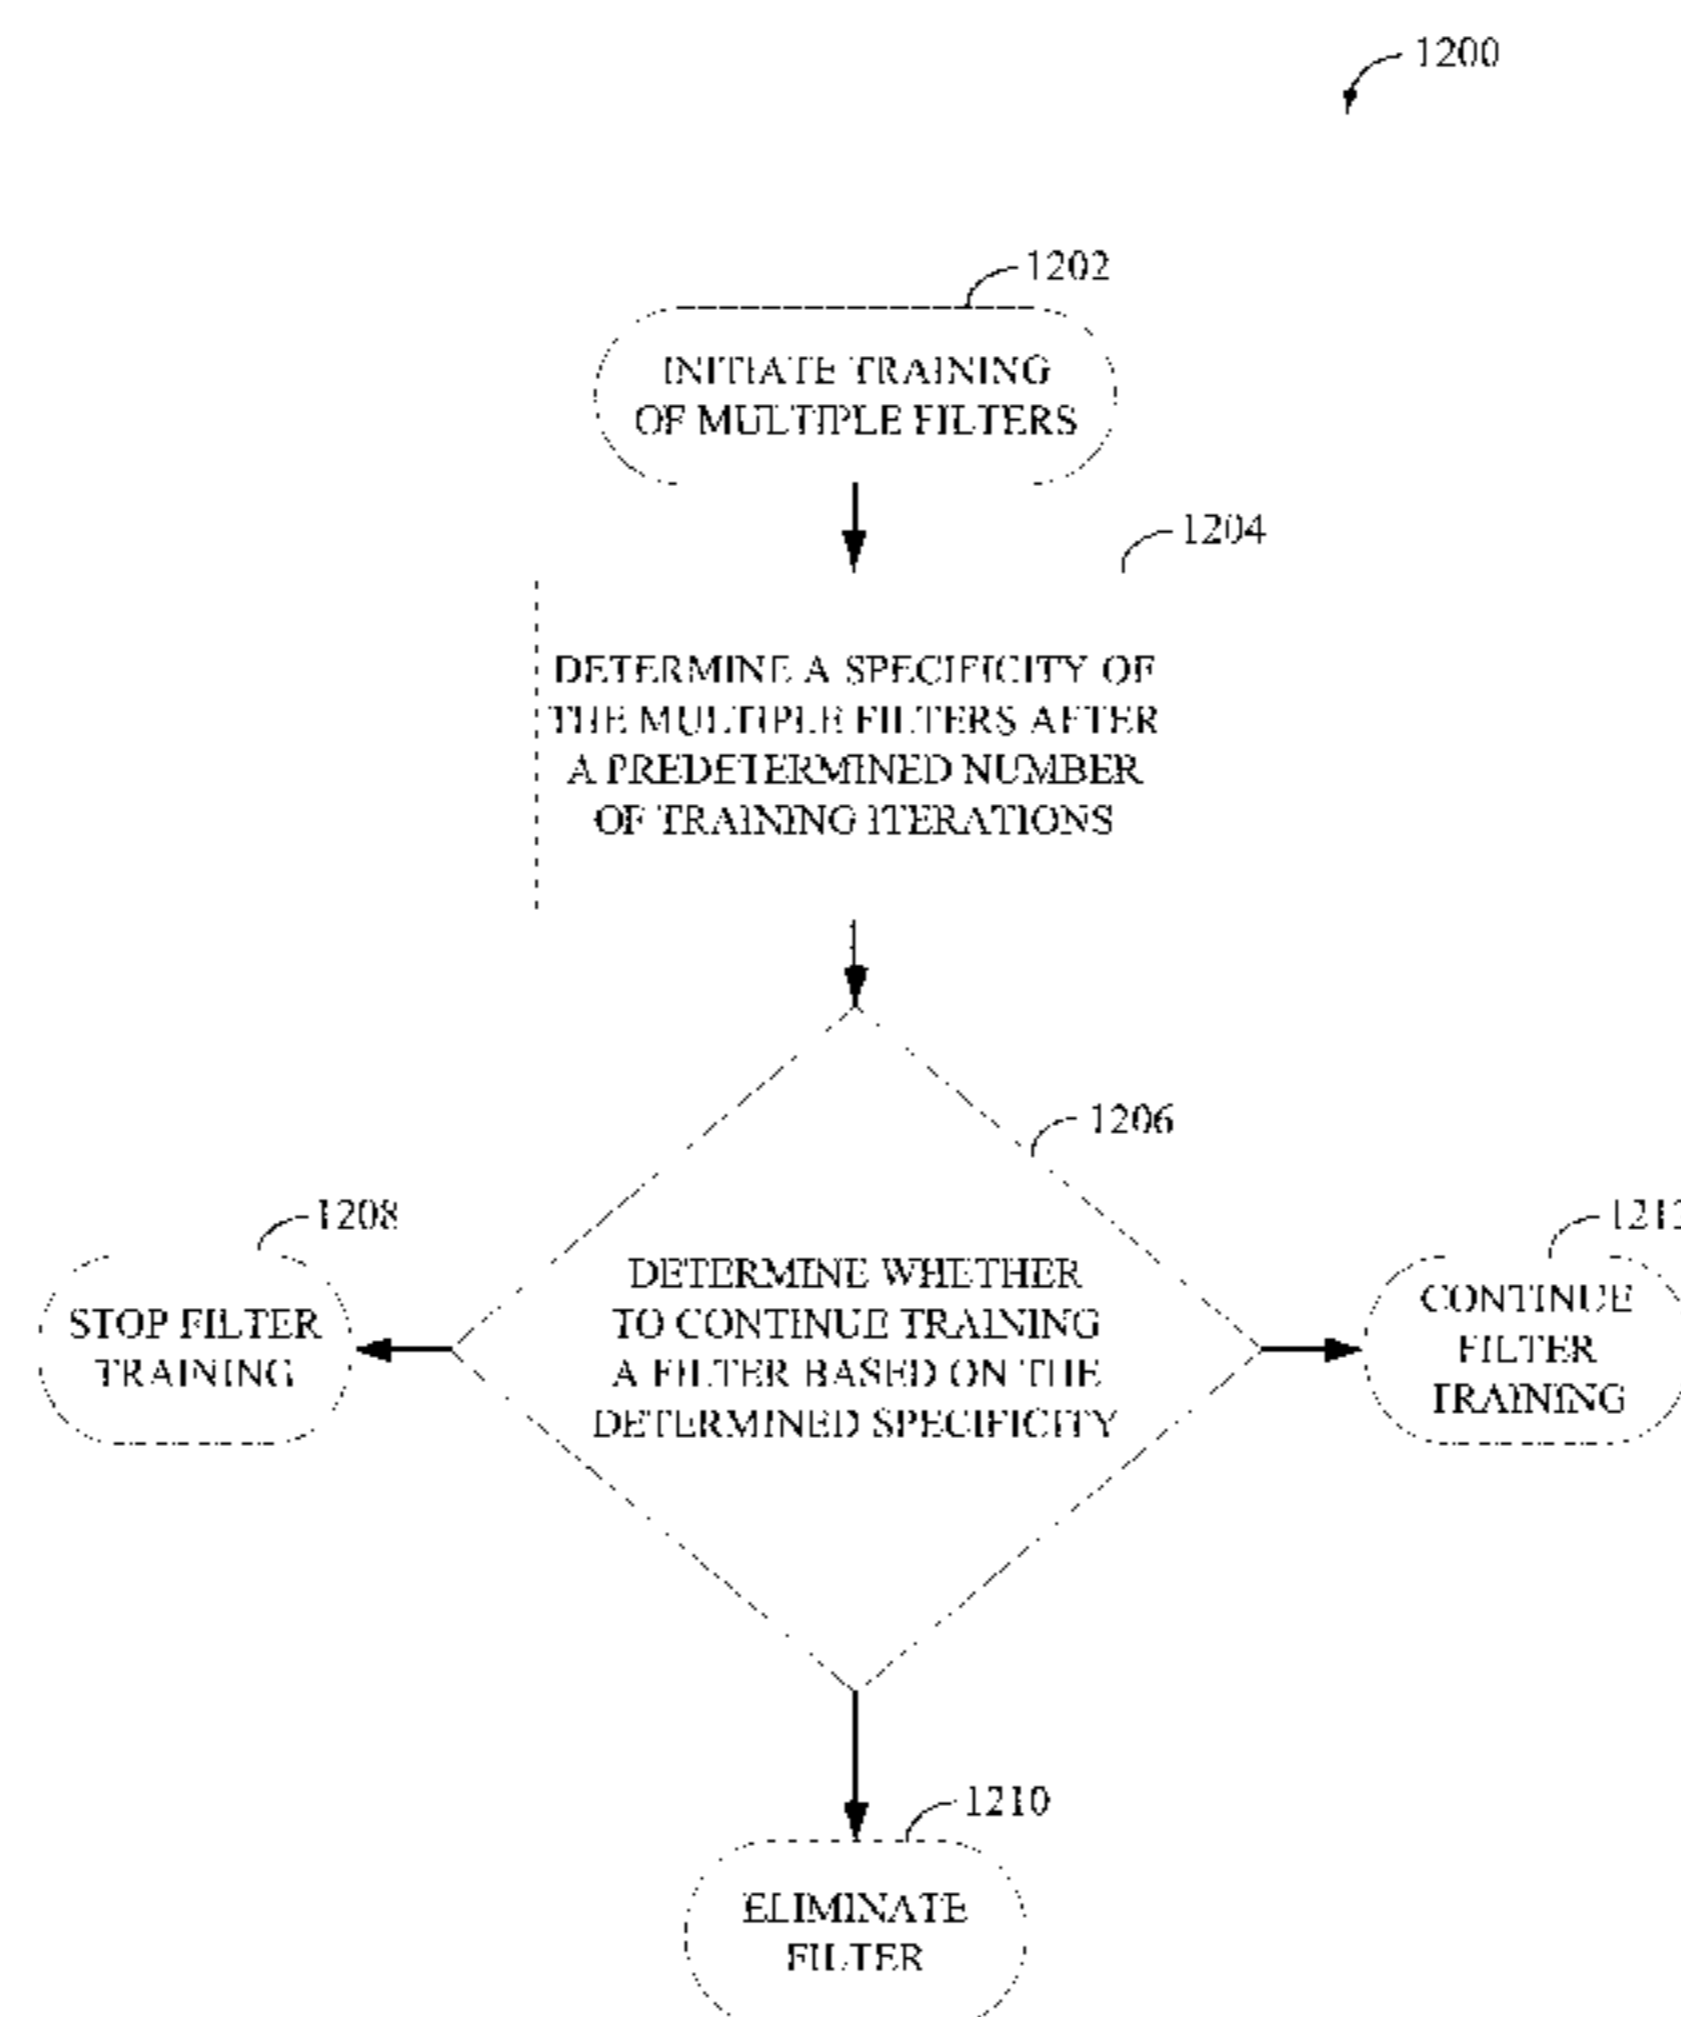 1200
1202
INITIATE TRAINING
OF MULTIPLE FILTERS
1204
DETERMINE A SPECIFICITY OF
THE MULTIPLE FILTERS AFTER
A PREDETERMINED NUMBER
OF TRAINING ITERATIONS
1206
DETERMINE WHETHER
TO CONTINUE TRAINING
A FILTER BASED ON THE
DETERMINED SPECIFICITY
1208
STOP FILTER
TRAINING
CONTINUE
FILTER
TRAINING
1210
ELIMINATE
FILTER